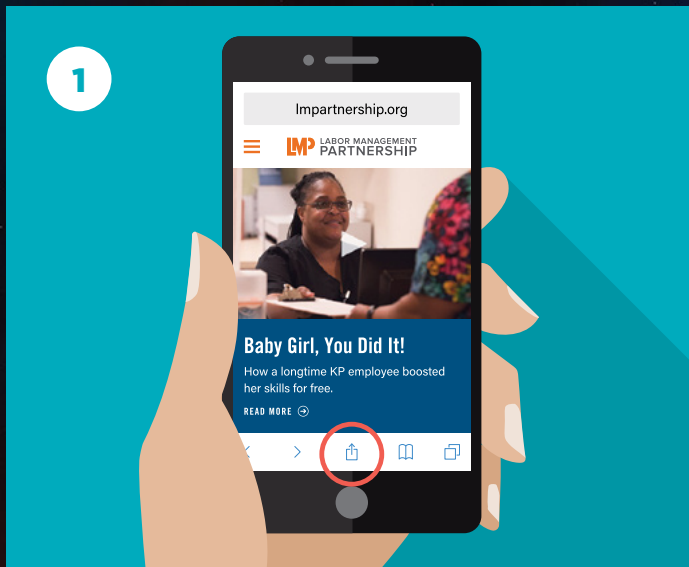 1
lmpartnership.org
LMP LABOR MANAGEMENT
PARTNERSHIP
Baby Girl, You Did It!
How a longtime KP employee boosted
her skills for free.
READ MORE